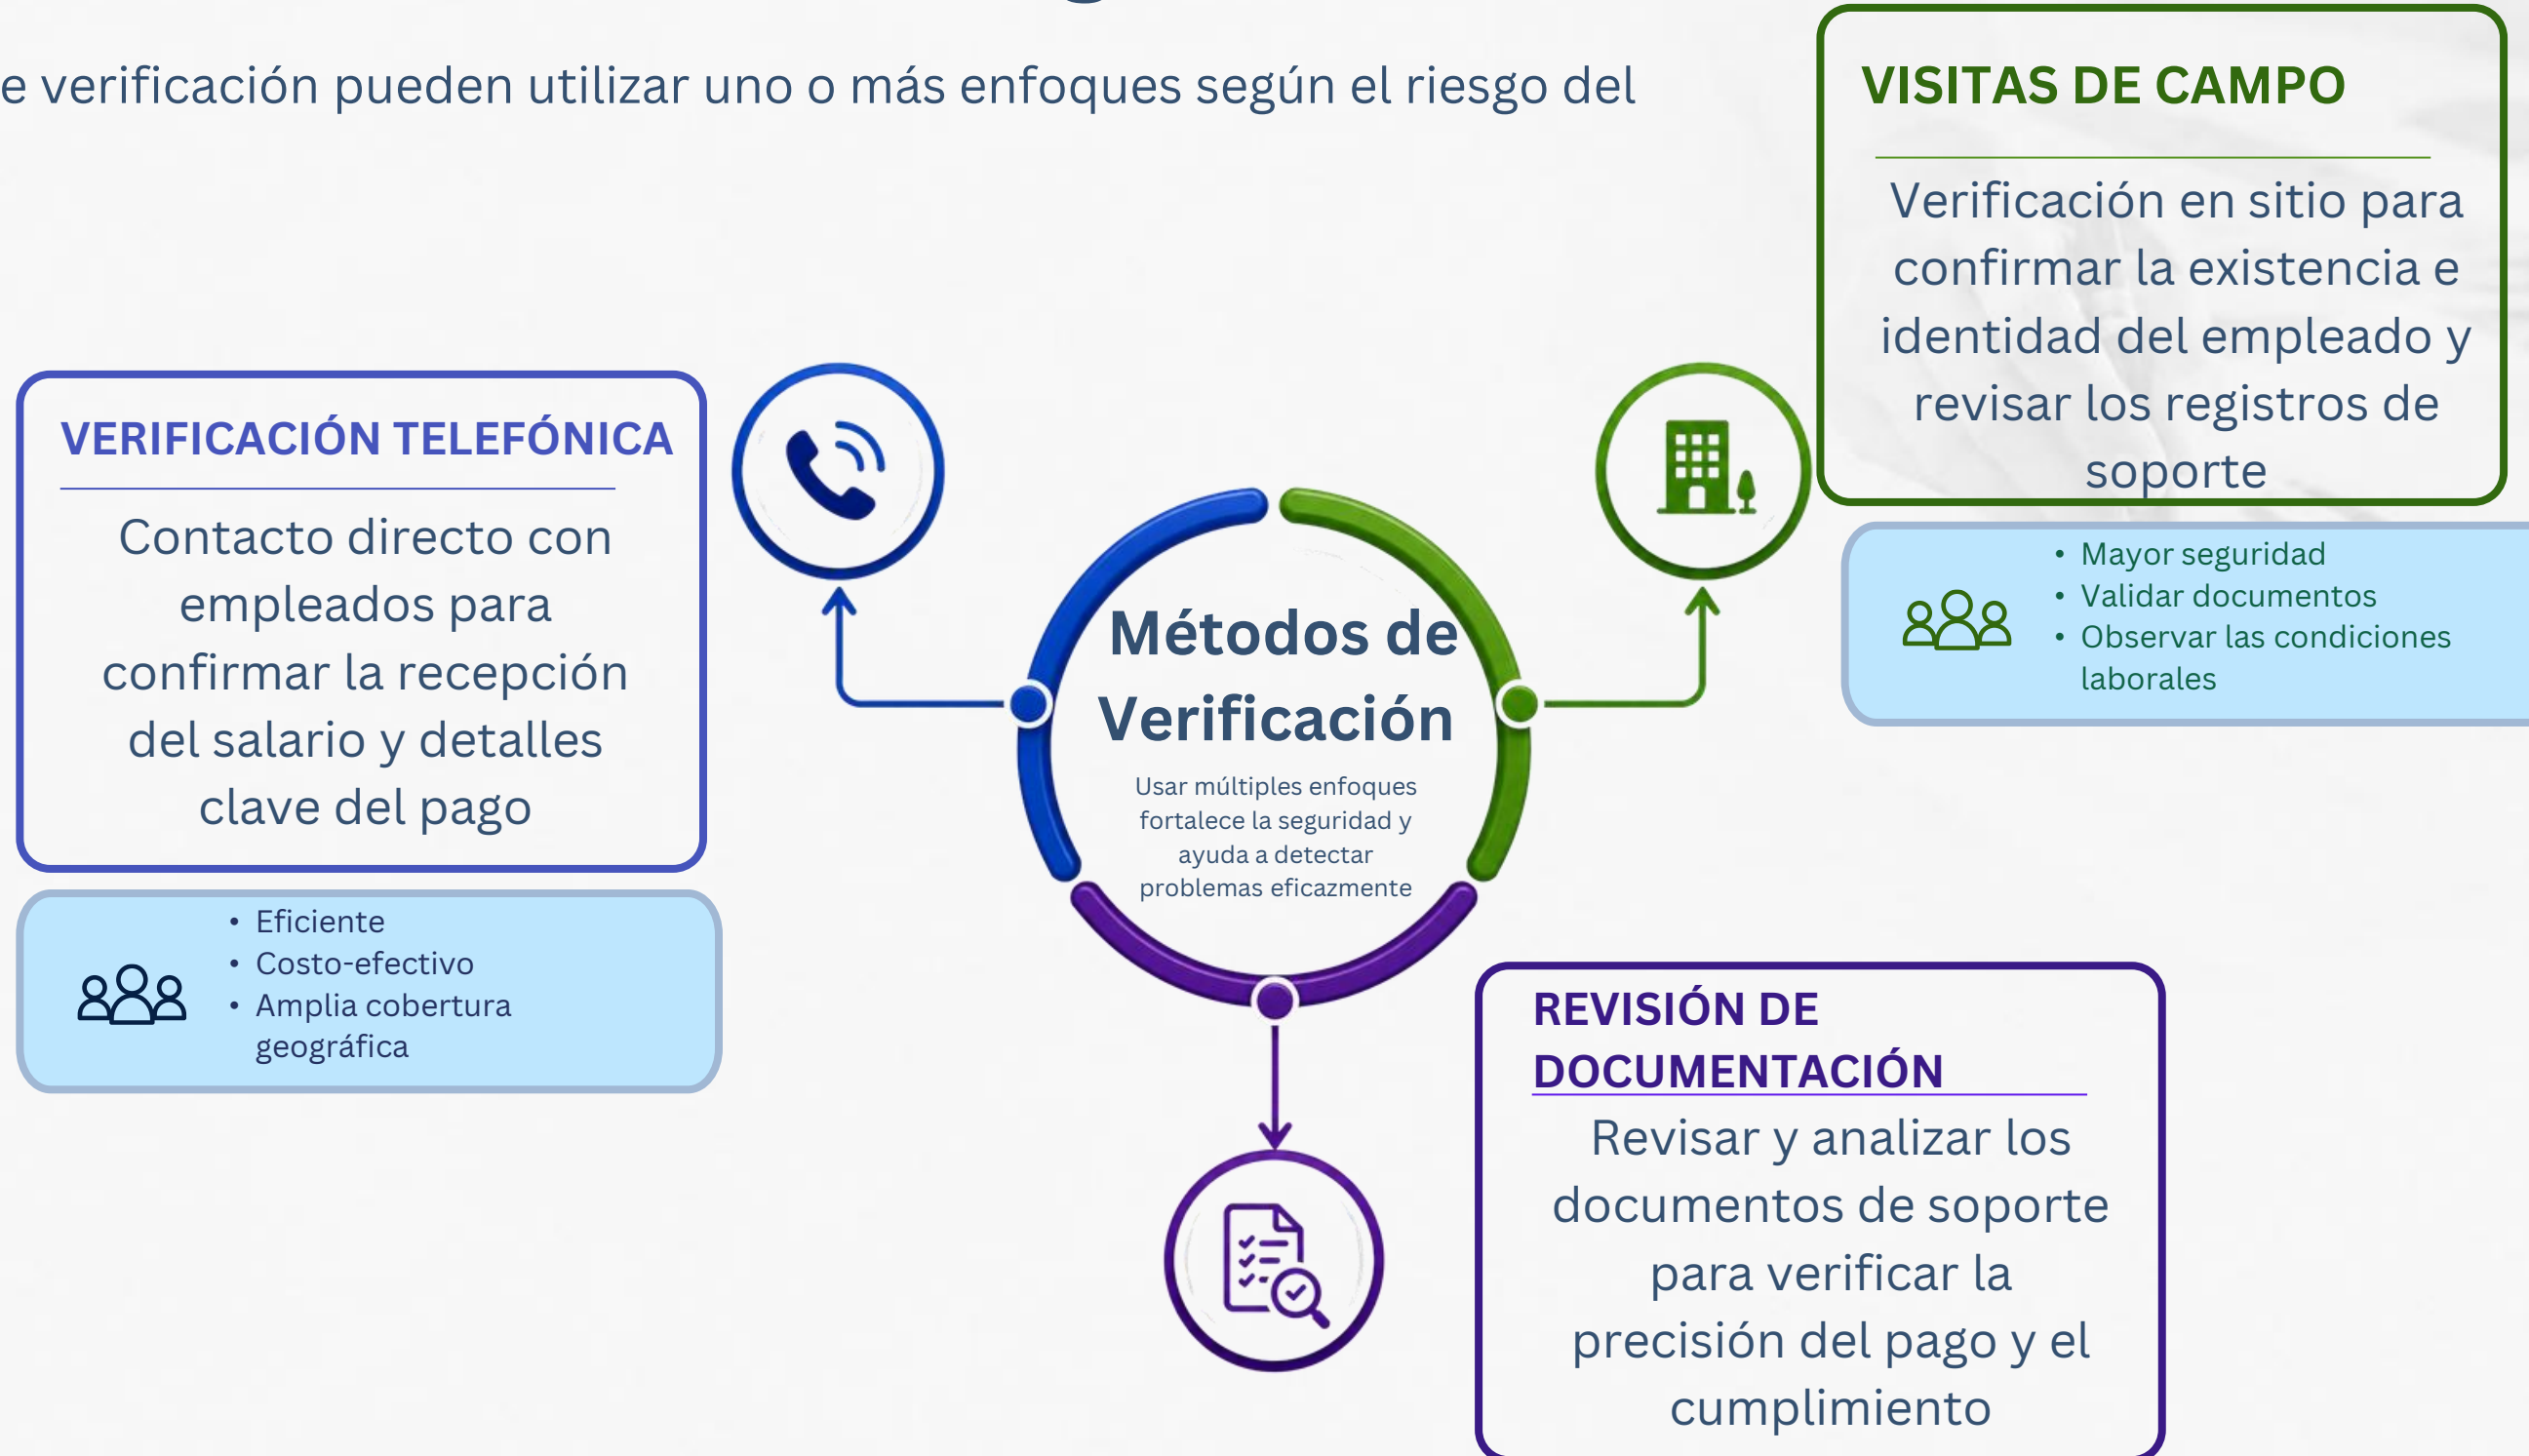 e verificación pueden utilizar uno o más enfoques según el riesgo del
VISITAS DE CAMPO
Verificación en sitio para
confirmar la existencia e
identidad del empleado y
revisar los registros de
soporte
• Mayor seguridad
• Validar documentos
• Observar las condiciones
laborales
VERIFICACIÓN TELEFÓNICA
Contacto directo con
empleados para
confirmar la recepción
del salario y detalles
clave del pago
• Eficiente
• Costo-efectivo
• Amplia cobertura
geográfica
Métodos de
Verificación
Usar múltiples enfoques
fortalece la seguridad y
ayuda a detectar
problemas eficazmente
REVISIÓN DE
DOCUMENTACIÓN
Revisar y analizar los
documentos de soporte
para verificar la
precisión del pago y el
cumplimiento